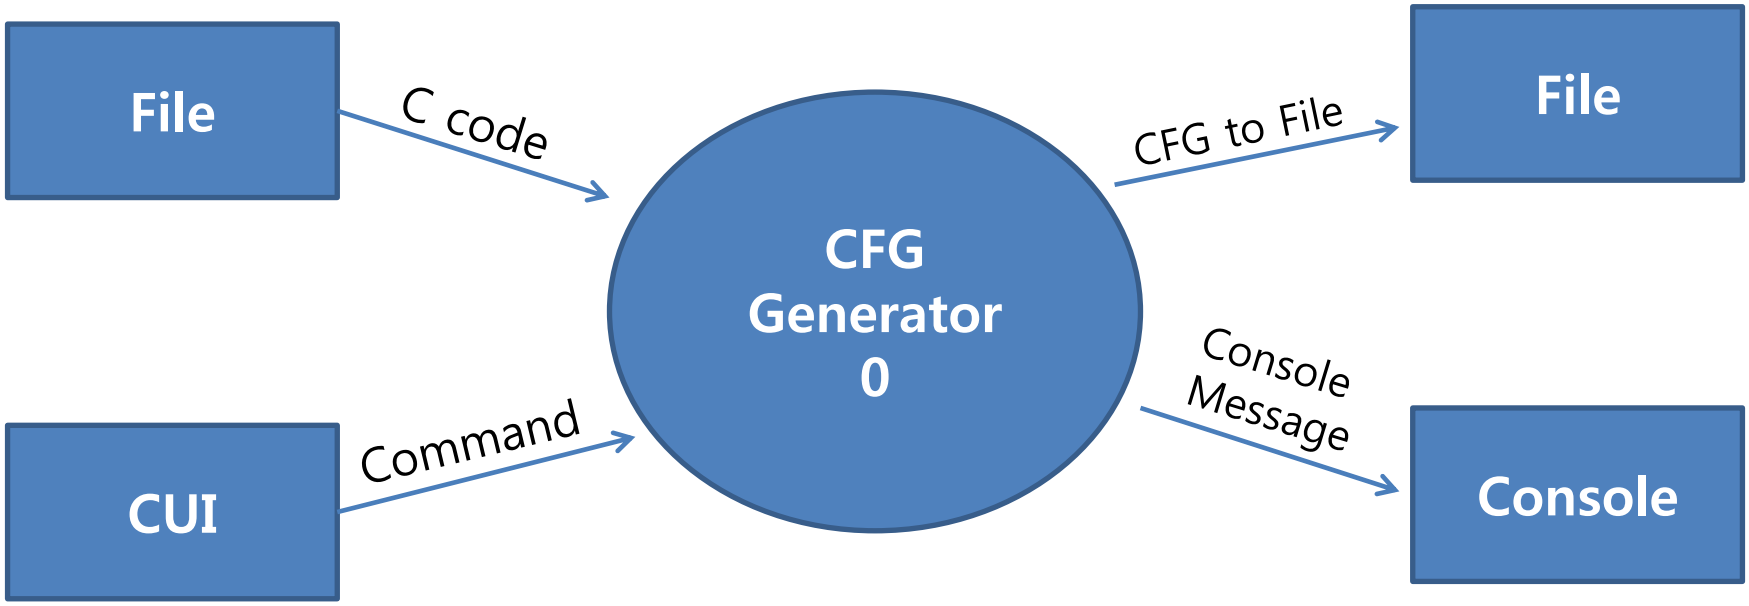 File
C code
CFG to File
File
CFG
Generator
0
CUI
Command
Console
Message
Console